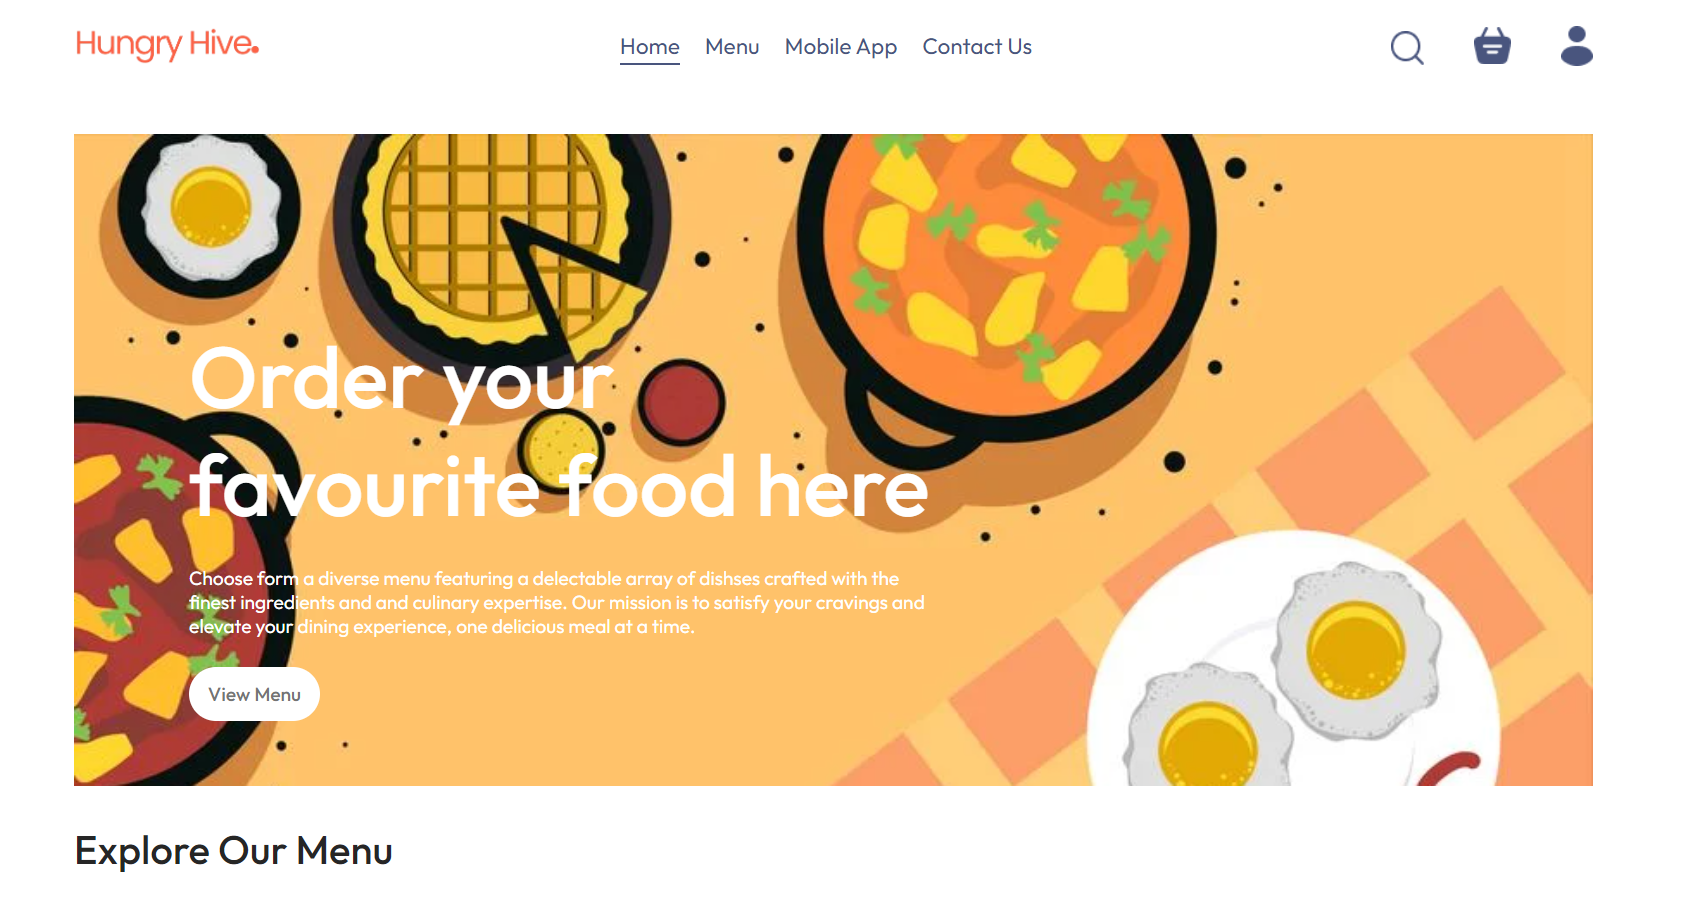 Hungry Hive.
Home Menu Mobile App Contact Us
Order your
favourite food here
Choose form a diverse menu featuring a delectable array of dishses crafted with the
finest ingredients and and culinary expertise. Our mission is to satisfy your cravings and
elevate your dining experience, one delicious meal at a time.
View Menu
Explore Our Menu